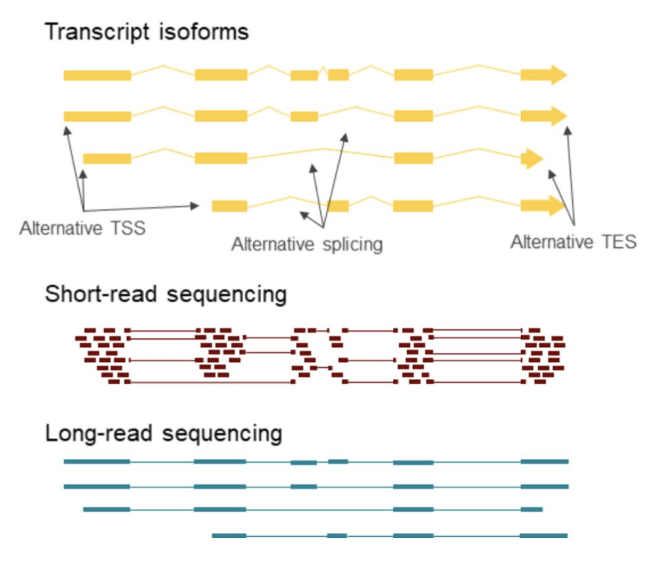 Transcript isoforms
Alternative TSS
Alternative splicing
Alternative TES
Short-read sequencing
Long-read sequencing